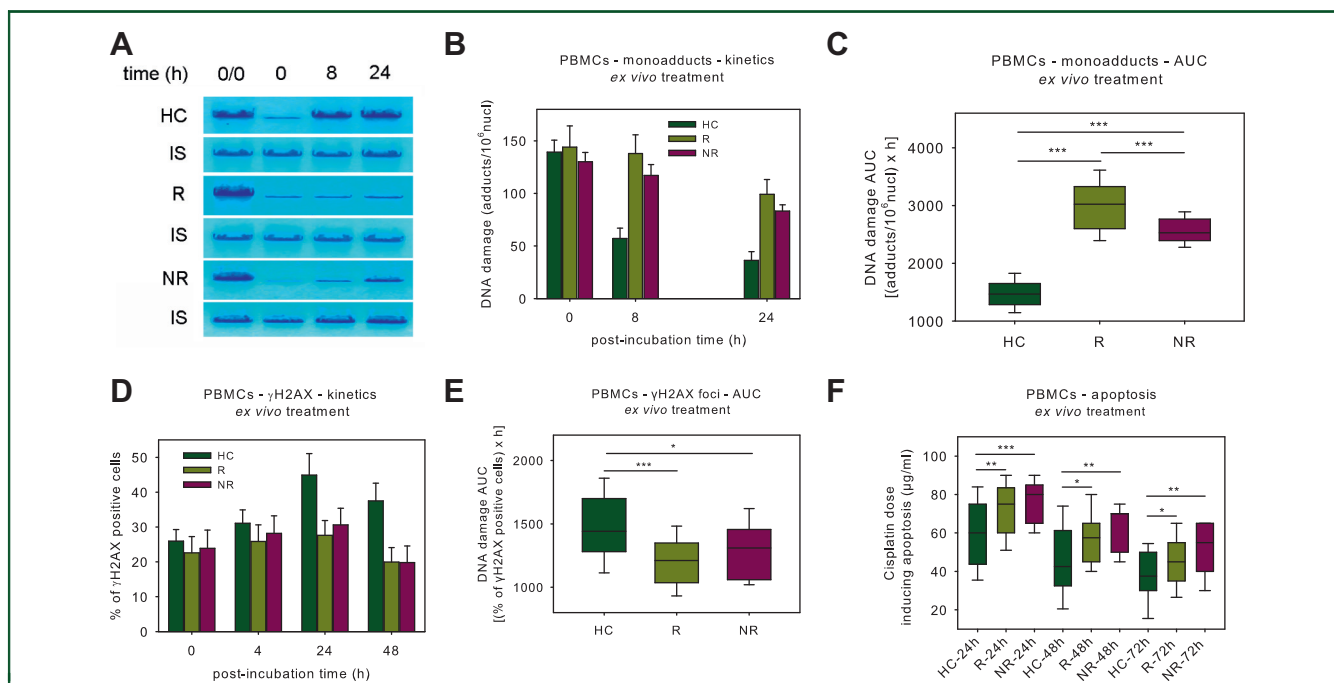 A
time (h) 0/0 0 8 24
HC
IS
R
IS
NR
IS
B
PBMCs - monoadducts - kinetics
ex vivo treatment
DNA damage (adducts/10⁶nucl)
150
100
50
0
HC
R
NR
0 8 24
post-incubation time (h)
C
PBMCs - monoadducts - AUC
ex vivo treatment
DNA damage AUC
[(adducts/10⁶nucl) x h]
4000
3000
2000
1000
***
***
***
HC R NR
D
PBMCs - γH2AX - kinetics
ex vivo treatment
% of γH2AX positive cells
50
40
30
20
10
0
HC
R
NR
0 4 24 48
post-incubation time (h)
E
PBMCs - γH2AX foci - AUC
ex vivo treatment
DNA damage AUC
[(% of γH2AX positive cells) x h]
2000
1500
1000
*
***
HC R NR
F
PBMCs - apoptosis
ex vivo treatment
Cisplatin dose
inducing apoptosis (μg/ml)
100
80
60
40
20
***
**
**
*
**
*
HC-24h R-24h NR-24h HC-48h R-48h NR-48h HC-72h R-72h NR-72h